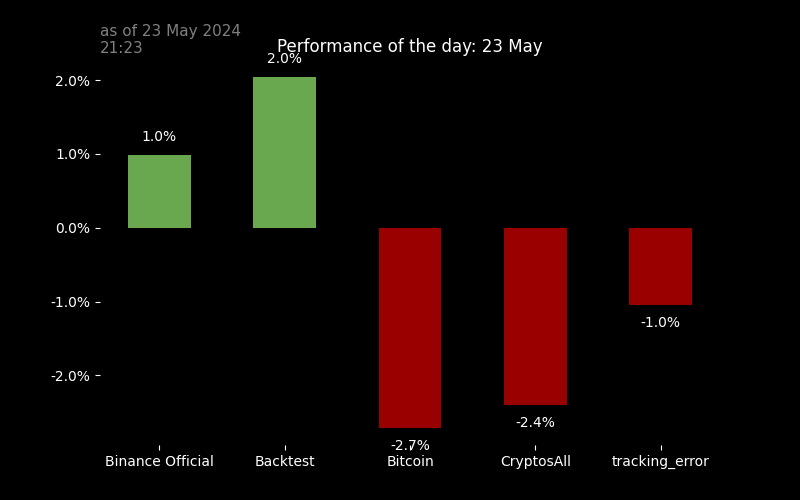 as of 23 May 2024
21:23
Performance of the day: 23 May
2.0%
2.0%
1.0%
1.0%
0.0%
-1.0%
-1.0%
-2.0%
-2.4%
-2.7%
Binance Official
Backtest
Bitcoin
CryptosAll
tracking_error